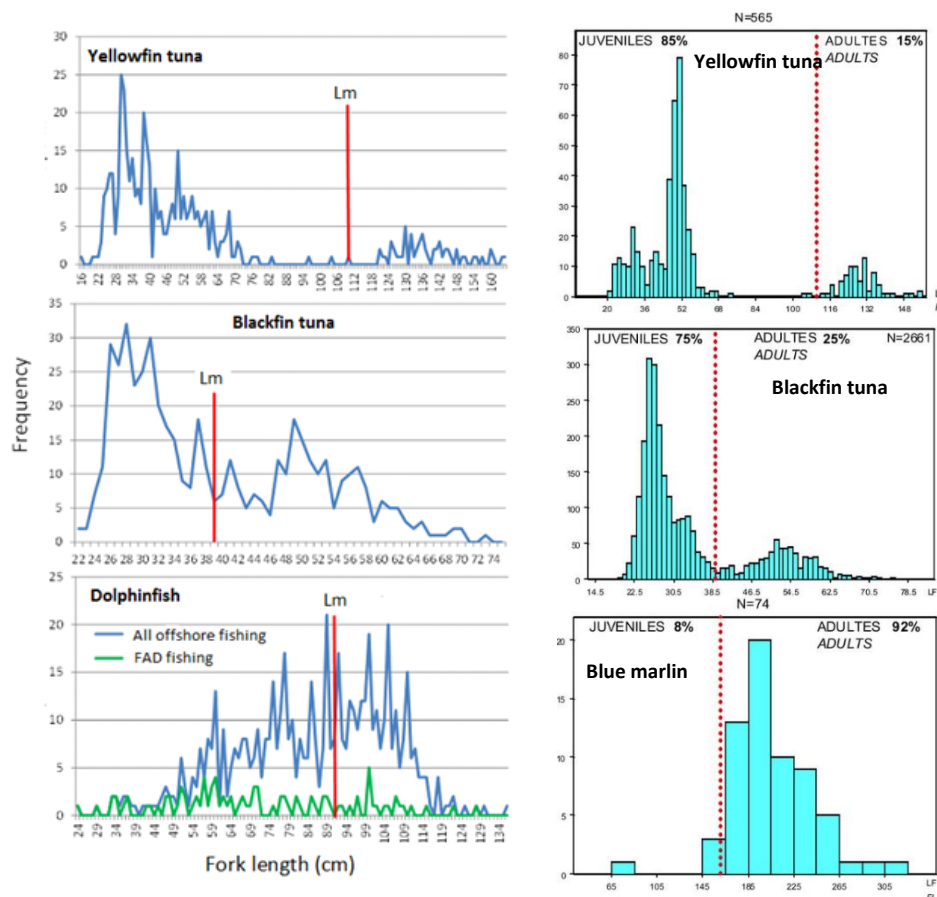 Yellowfin tuna
Lm
30
25
20
15
10
5
0
16 22 28 34 40 46 52 58 64 70 76 82 88 94 100 106 112 118 124 130 136 142 148 154 160
Blackfin tuna
Lm
35
30
25
20
15
10
5
0
22 24 26 28 30 32 34 36 38 40 42 44 46 48 50 52 54 56 58 60 62 64 66 68 70 72 74
Frequency
Dolphinfish
Lm
All offshore fishing
FAD fishing
25
20
15
10
5
0
24 29 34 39 44 49 54 59 64 69 74 79 84 89 94 99 104 109 114 119 124 129 134
Fork length (cm)
N=565
JUVENILES 85%
ADULTES 15%
ADULTS
Yellowfin tuna
80
70
60
50
40
30
20
10
0
20 36 52 68 84 100 116 132 148
JUVENILES 75%
ADULTES 25%
ADULTS
N=2661
Blackfin tuna
350
300
250
200
150
100
50
0
14.5 22.5 30.5 38.5 46.5 54.5 62.5 70.5 78.5 LF
N=74
JUVENILES 8%
ADULTES 92%
ADULTS
Blue marlin
20
15
10
5
0
65 105 145 185 225 265 305 LF